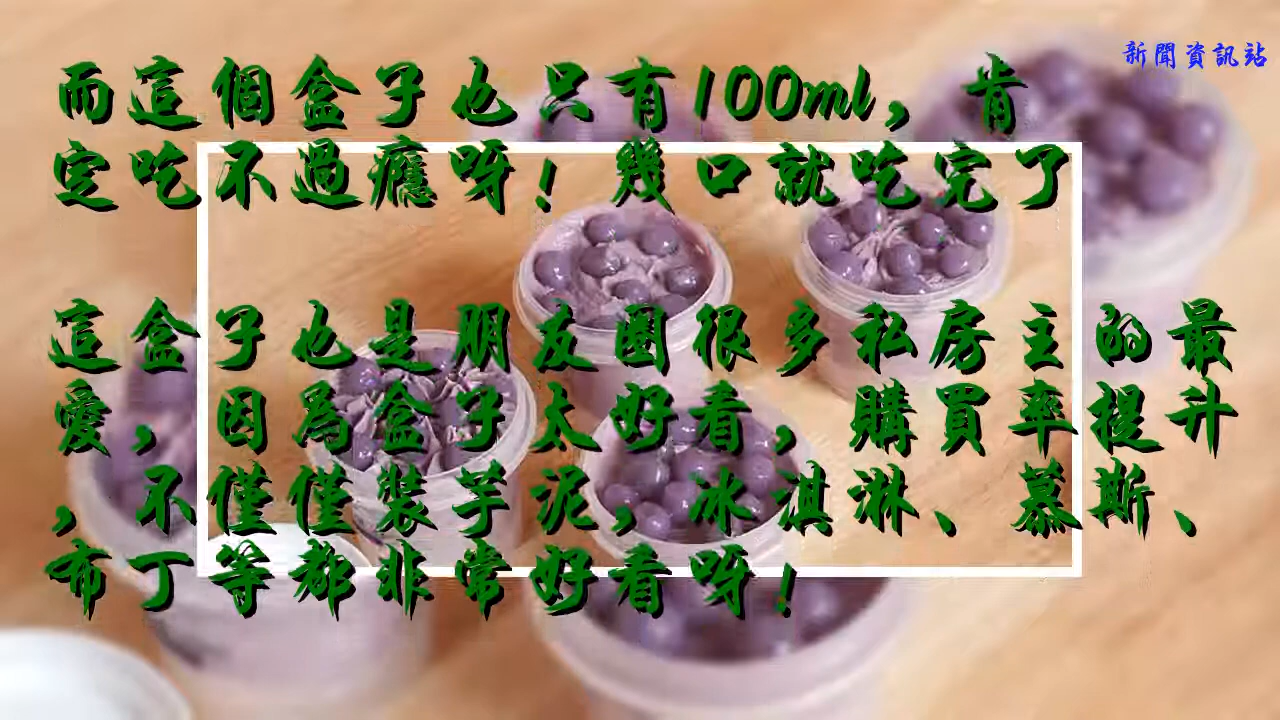 新聞資訊站
而這個盒子也只有100ml，肯
定吃不過癮呀！幾口就吃完了
這盒子也是朋友圈很多私房主的最
愛，因為盒子太好看，購買率提升
，不僅僅裝芋泥，冰淇淋、慕斯、
布丁等都非常好看呀！